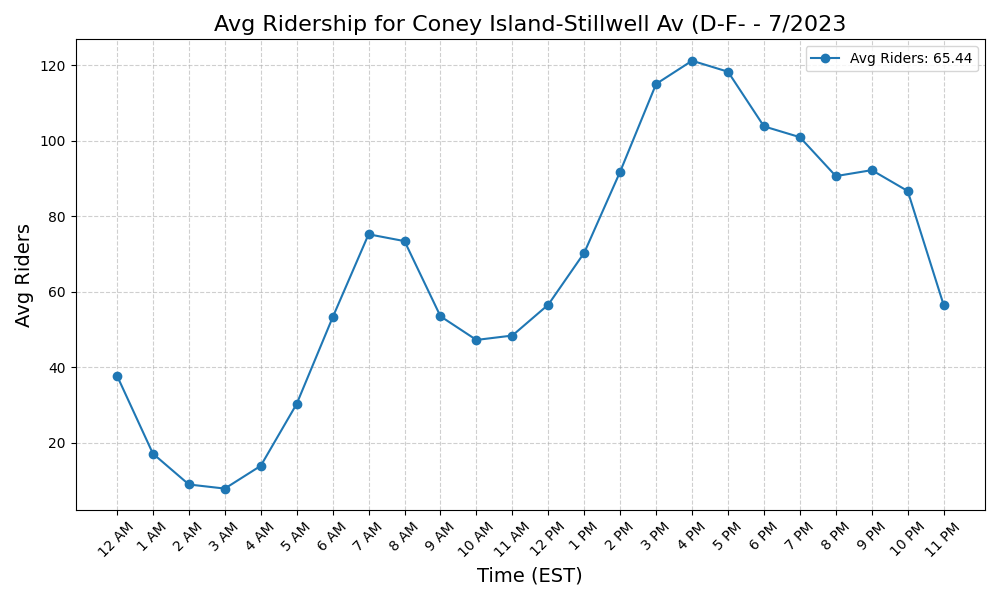 Avg Ridership for Coney Island-Stillwell Av (D-F- - 7/2023
Avg Riders: 65.44
Avg Riders
120
100
80
60
40
20
12 AM
1 AM
2 AM
3 AM
4 AM
5 AM
6 AM
7 AM
8 AM
9 AM
10 AM
11 AM
12 PM
1 PM
2 PM
3 PM
4 PM
5 PM
6 PM
7 PM
8 PM
9 PM
10 PM
11 PM
Time (EST)